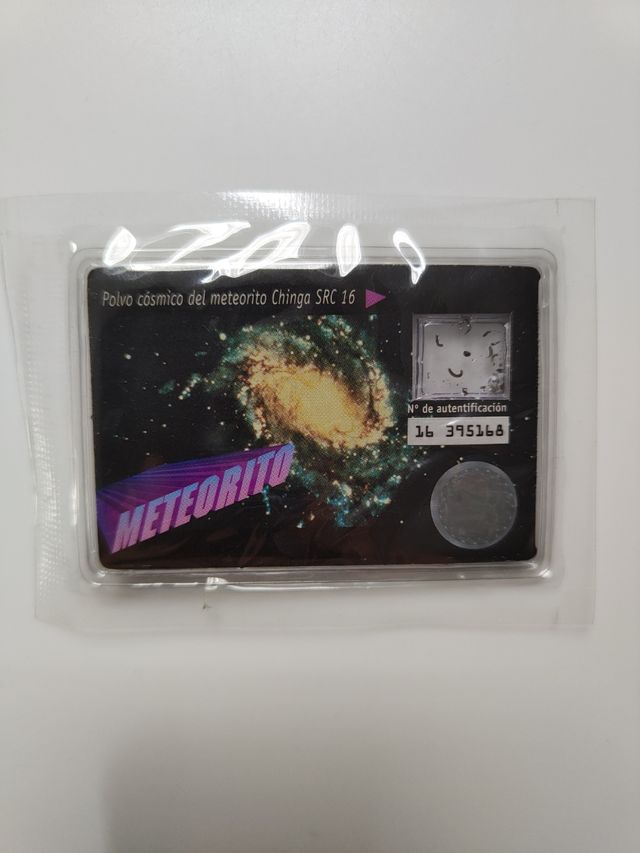 Polvo cósmico del meteorito Chinga SRC 16
Nº de autentificación
16 395168
METEORITO